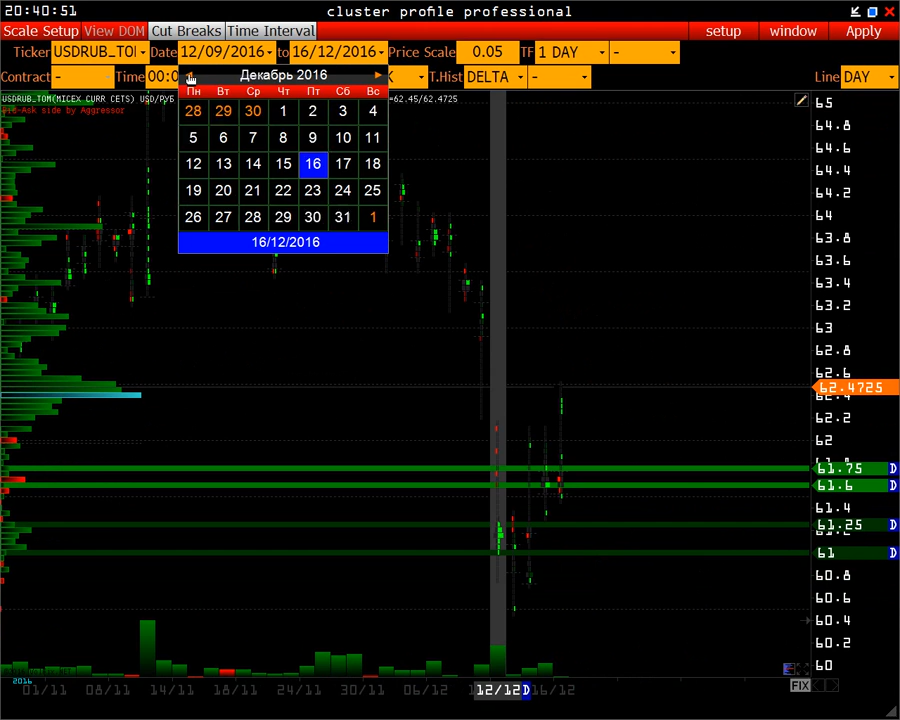 20:40:51 cluster profile professional
Scale Setup View DOM Cut Breaks Time Interval setup window Apply
Ticker USDRUB_TO Date 12/09/2016 to 16/12/2016 Price Scale 0.05 TF 1 DAY -
Contract - Time 00:0 T.Hist DELTA - Line DAY
Декабрь 2016
Пн Вт Ср Чт Пт Сб Вс
28 29 30 1 2 3 4
5 6 7 8 9 10 11
12 13 14 15 16 17 18
19 20 21 22 23 24 25
26 27 28 29 30 31 1
16/12/2016
USDRUB_TOM(MICEX CURR CETS) USD/РУБ =62.45/62.4725
Bid-Ask side by Aggressor
65
64.8
64.6
64.4
64.2
64
63.8
63.6
63.4
63.2
63
62.8
62.6
62.4725
62.4
62.2
62
61.75 D
61.6 D
61.4
61.25 D
61 D
60.8
60.6
60.4
60.2
60
2016
01/11 08/11 14/11 18/11 24/11 30/11 06/12 12/12 D 16/12
FIX